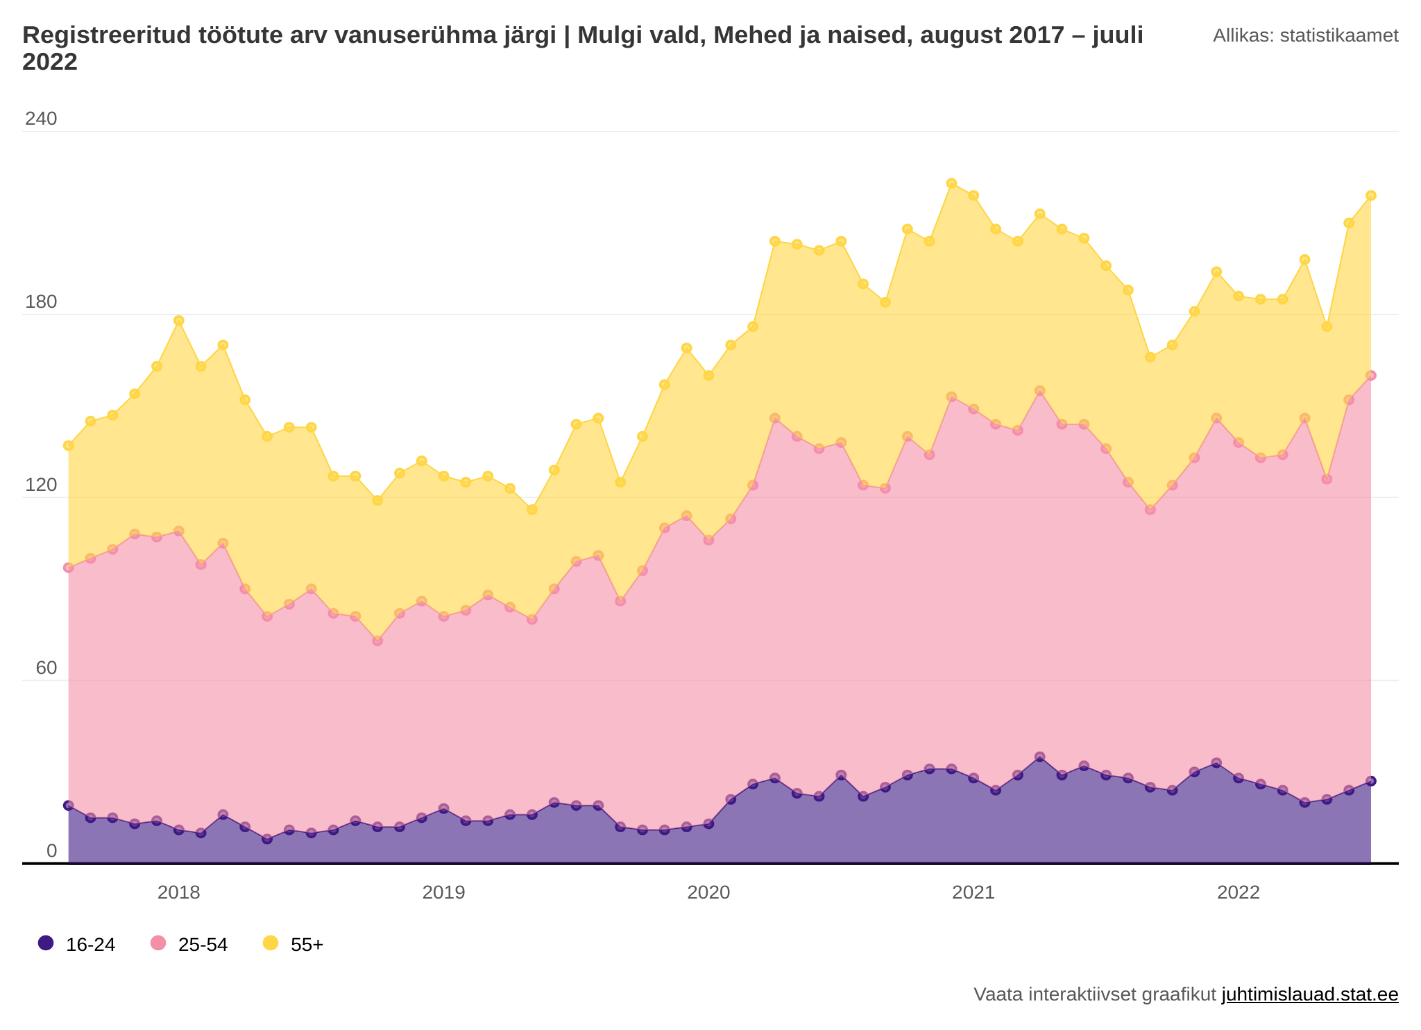 Registreeritud töötute arv vanuserühma järgi | Mulgi vald, Mehed ja naised, august 2017 – juuli
2022
Allikas: statistikaamet
240
180
120
60
0
2018 2019 2020 2021 2022
16-24 25-54 55+
Vaata interaktiivset graafikut juhtimislauad.stat.ee